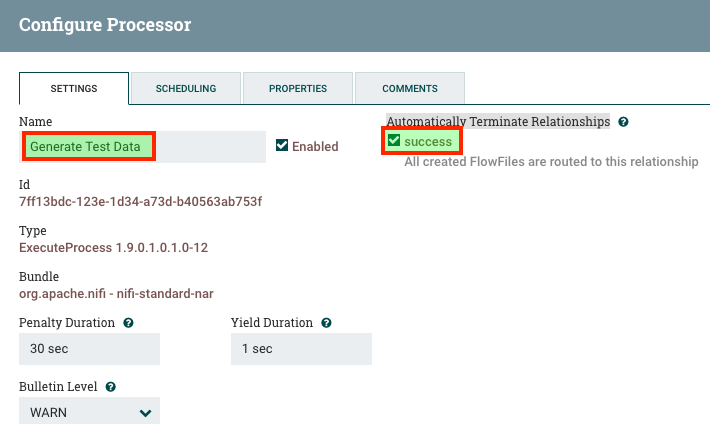 Configure Processor
SETTINGS
SCHEDULING
PROPERTIES
COMMENTS
Name
Generate Test Data
Enabled
Automatically Terminate Relationships
success
All created FlowFiles are routed to this relationship
Id
7ff13bdc-123e-1d34-a73d-b40563ab753f
Type
ExecuteProcess 1.9.0.1.0.1.0-12
Bundle
org.apache.nifi - nifi-standard-nar
Penalty Duration
30 sec
Yield Duration
1 sec
Bulletin Level
WARN